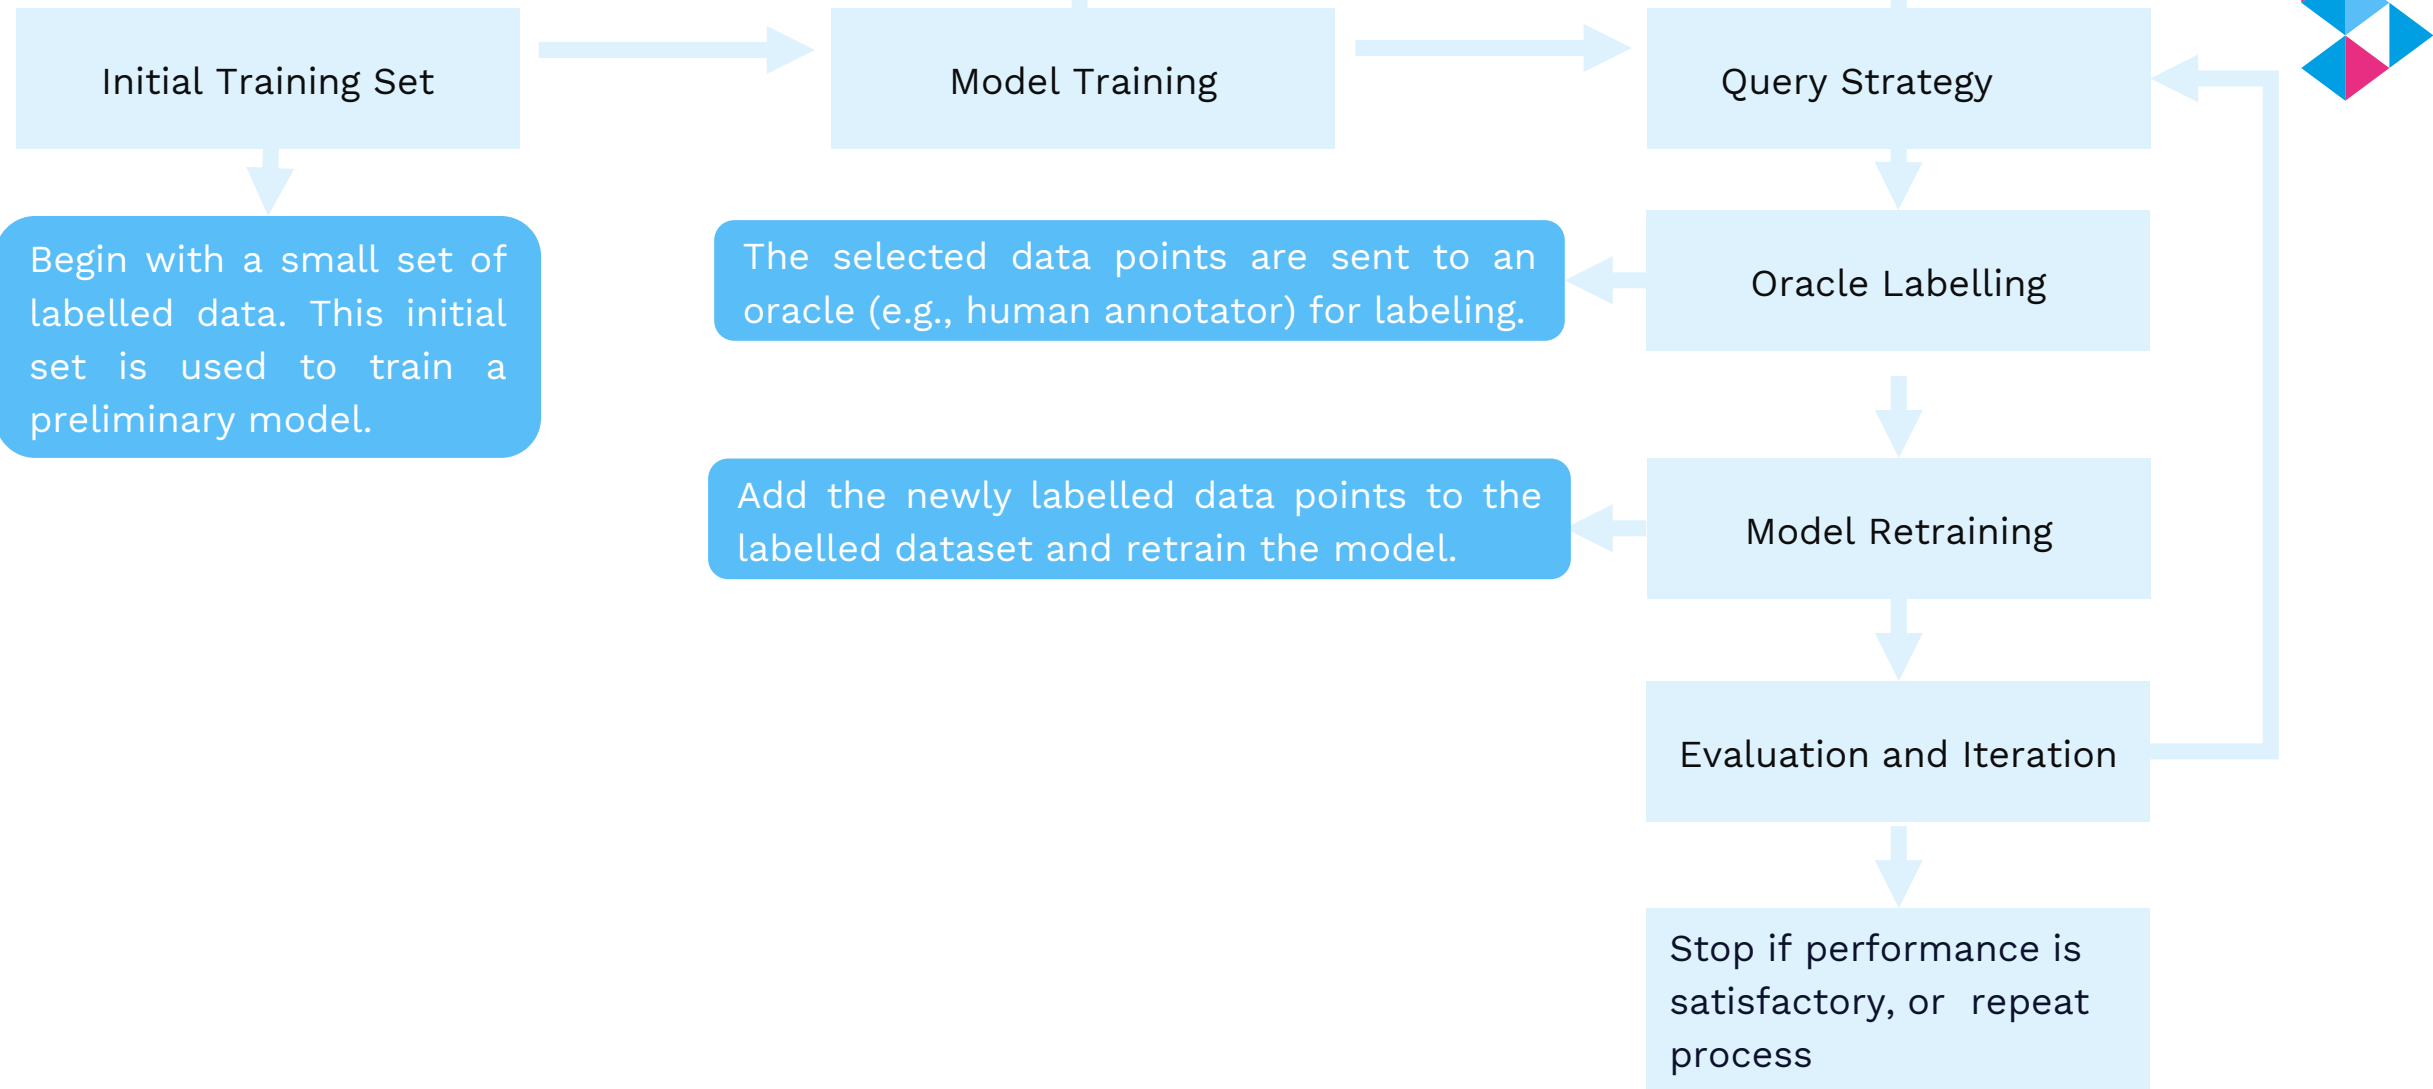 Initial Training Set
Model Training
Query Strategy
Begin with a small set of
labelled data. This initial
set is used to train a
preliminary model.
The selected data points are sent to an
oracle (e.g., human annotator) for labeling.
Oracle Labelling
Add the newly labelled data points to the
labelled dataset and retrain the model.
Model Retraining
Evaluation and Iteration
Stop if performance is
satisfactory, or repeat
process